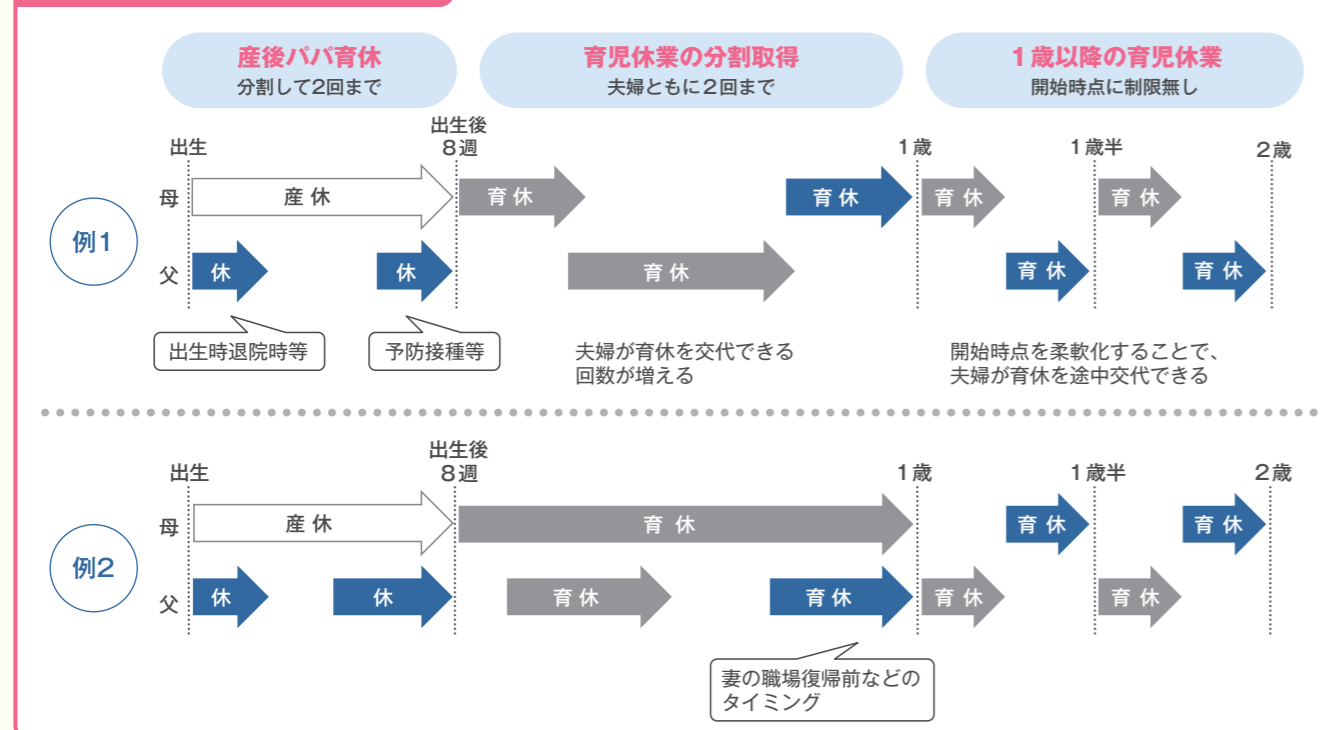 産後パパ育休
分割して2回まで
育児休業の分割取得
夫婦ともに2回まで
1歳以降の育児休業
開始時点に制限無し
例1
出生
出生後
8週
1歳
1歳半
2歳
母
産休
育休
育休
育休
育休
父
休
休
育休
育休
育休
出生時退院時等
予防接種等
夫婦が育休を交代できる
回数が増える
開始時点を柔軟化することで、
夫婦が育休を途中交代できる
例2
出生
出生後
8週
1歳
1歳半
2歳
母
産休
育休
育休
育休
父
休
休
育休
育休
育休
育休
妻の職場復帰前などの
タイミング